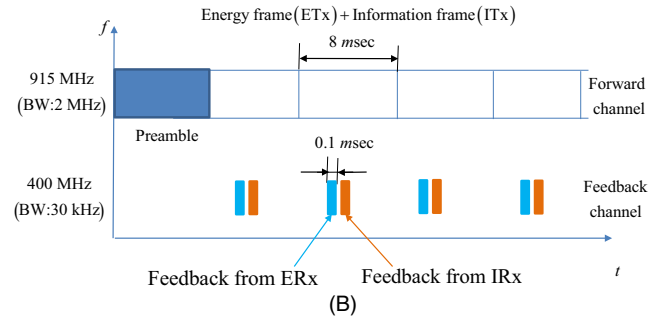 Energy frame(ETx)+Information frame(ITx)
f
8 msec
915 MHz
(BW:2 MHz)
Forward
channel
Preamble
0.1 msec
400 MHz
(BW:30 kHz)
Feedback
channel
Feedback from ERx
Feedback from IRx
t
(B)